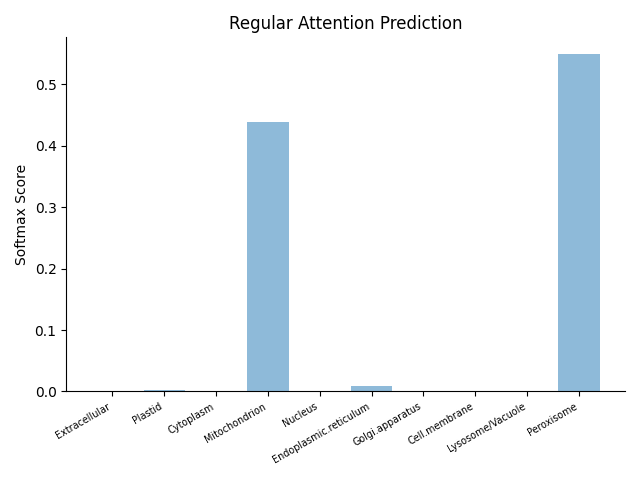 Regular Attention Prediction
Softmax Score
0.5
0.4
0.3
0.2
0.1
0.0
Extracellular
Plastid
Cytoplasm
Mitochondrion
Nucleus
Endoplasmic.reticulum
Golgi.apparatus
Cell.membrane
Lysosome/Vacuole
Peroxisome